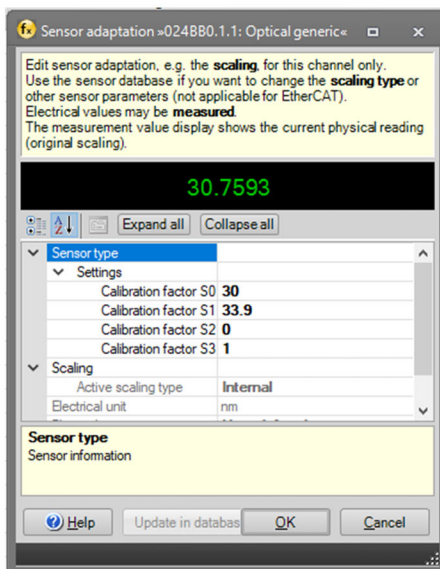 Sensor adaptation »024BB0.1.1: Optical generic«
Edit sensor adaptation, e.g. the scaling, for this channel only.
Use the sensor database if you want to change the scaling type or
other sensor parameters (not applicable for EtherCAT).
Electrical values may be measured.
The measurement value display shows the current physical reading
(original scaling).
30.7593
Expand all Collapse all
Sensor type
Settings
Calibration factor S0 30
Calibration factor S1 33.9
Calibration factor S2 0
Calibration factor S3 1
Scaling
Active scaling type Internal
Electrical unit nm
Sensor type
Sensor information
Help Update in databas OK Cancel